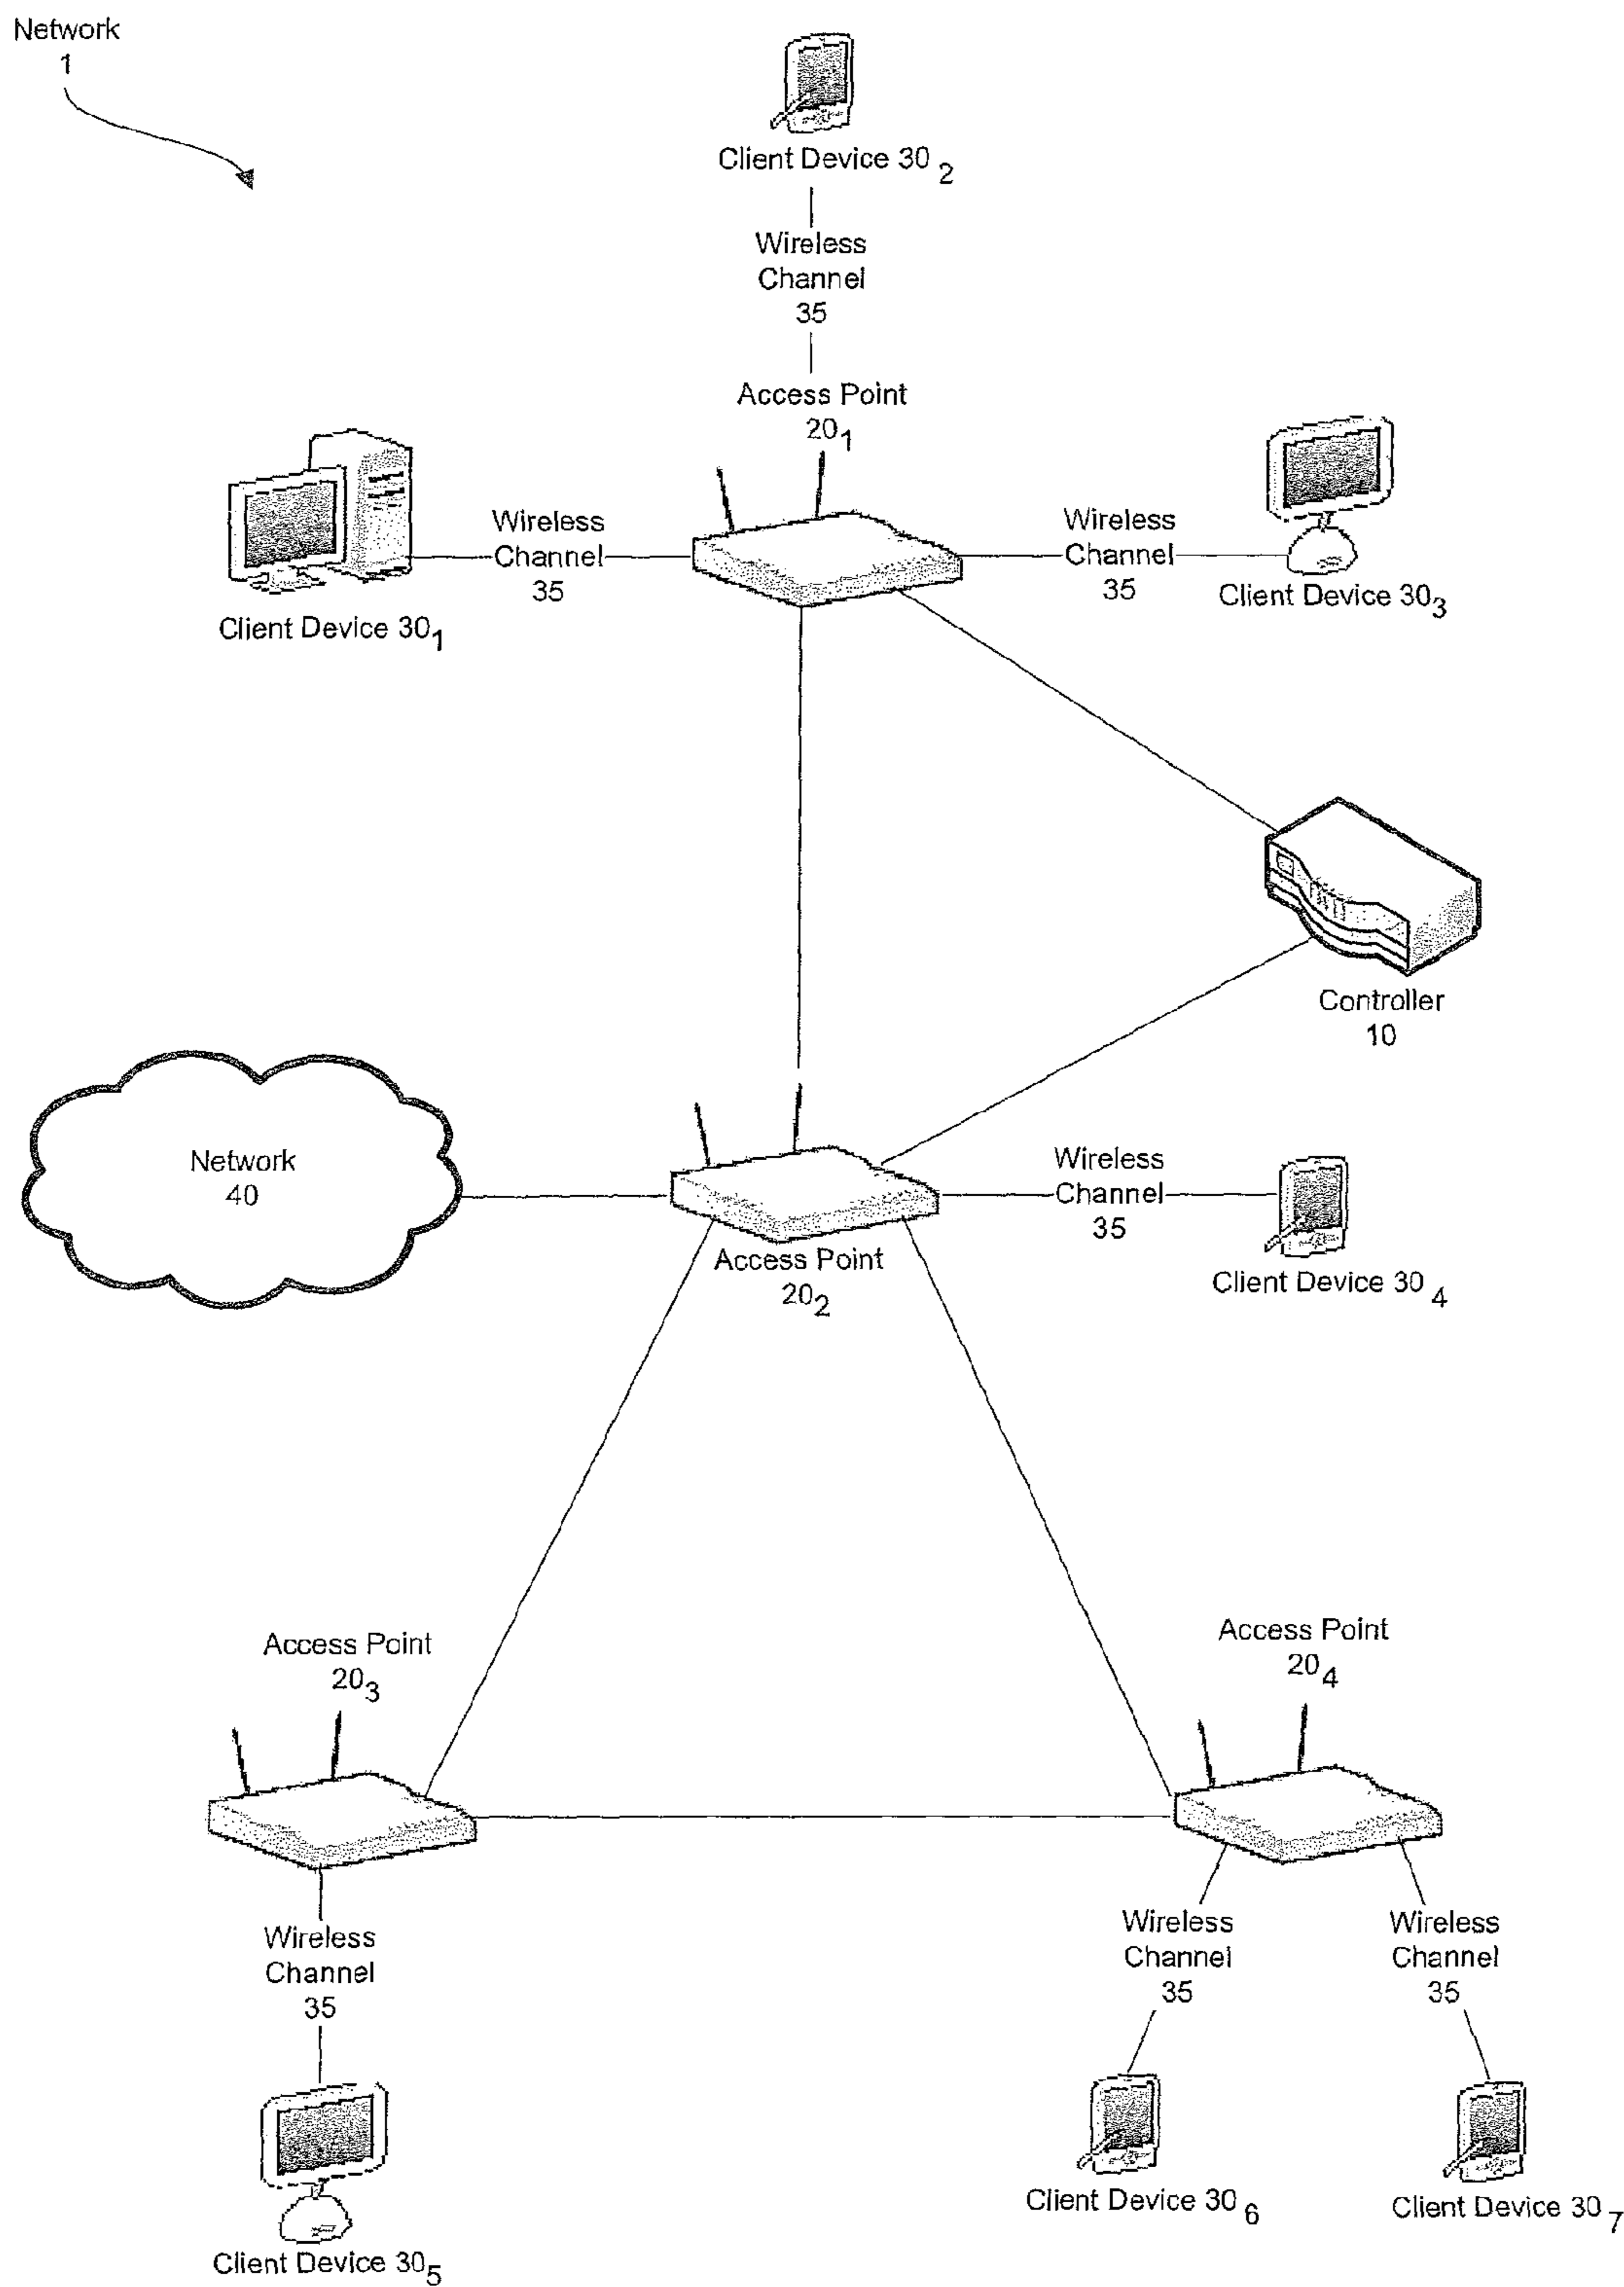 Network
1
Client Device 30 2
Wireless
Channel
35
Access Point
20 1
Wireless
Channel
35
Client Device 30 1
Wireless
Channel
35
Client Device 30 3
Controller
10
Network
40
Access Point
20 2
Wireless
Channel
35
Client Device 30 4
Access Point
20 3
Access Point
20 4
Wireless
Channel
35
Client Device 30 5
Wireless
Channel
35
Client Device 30 6
Wireless
Channel
35
Client Device 30 7